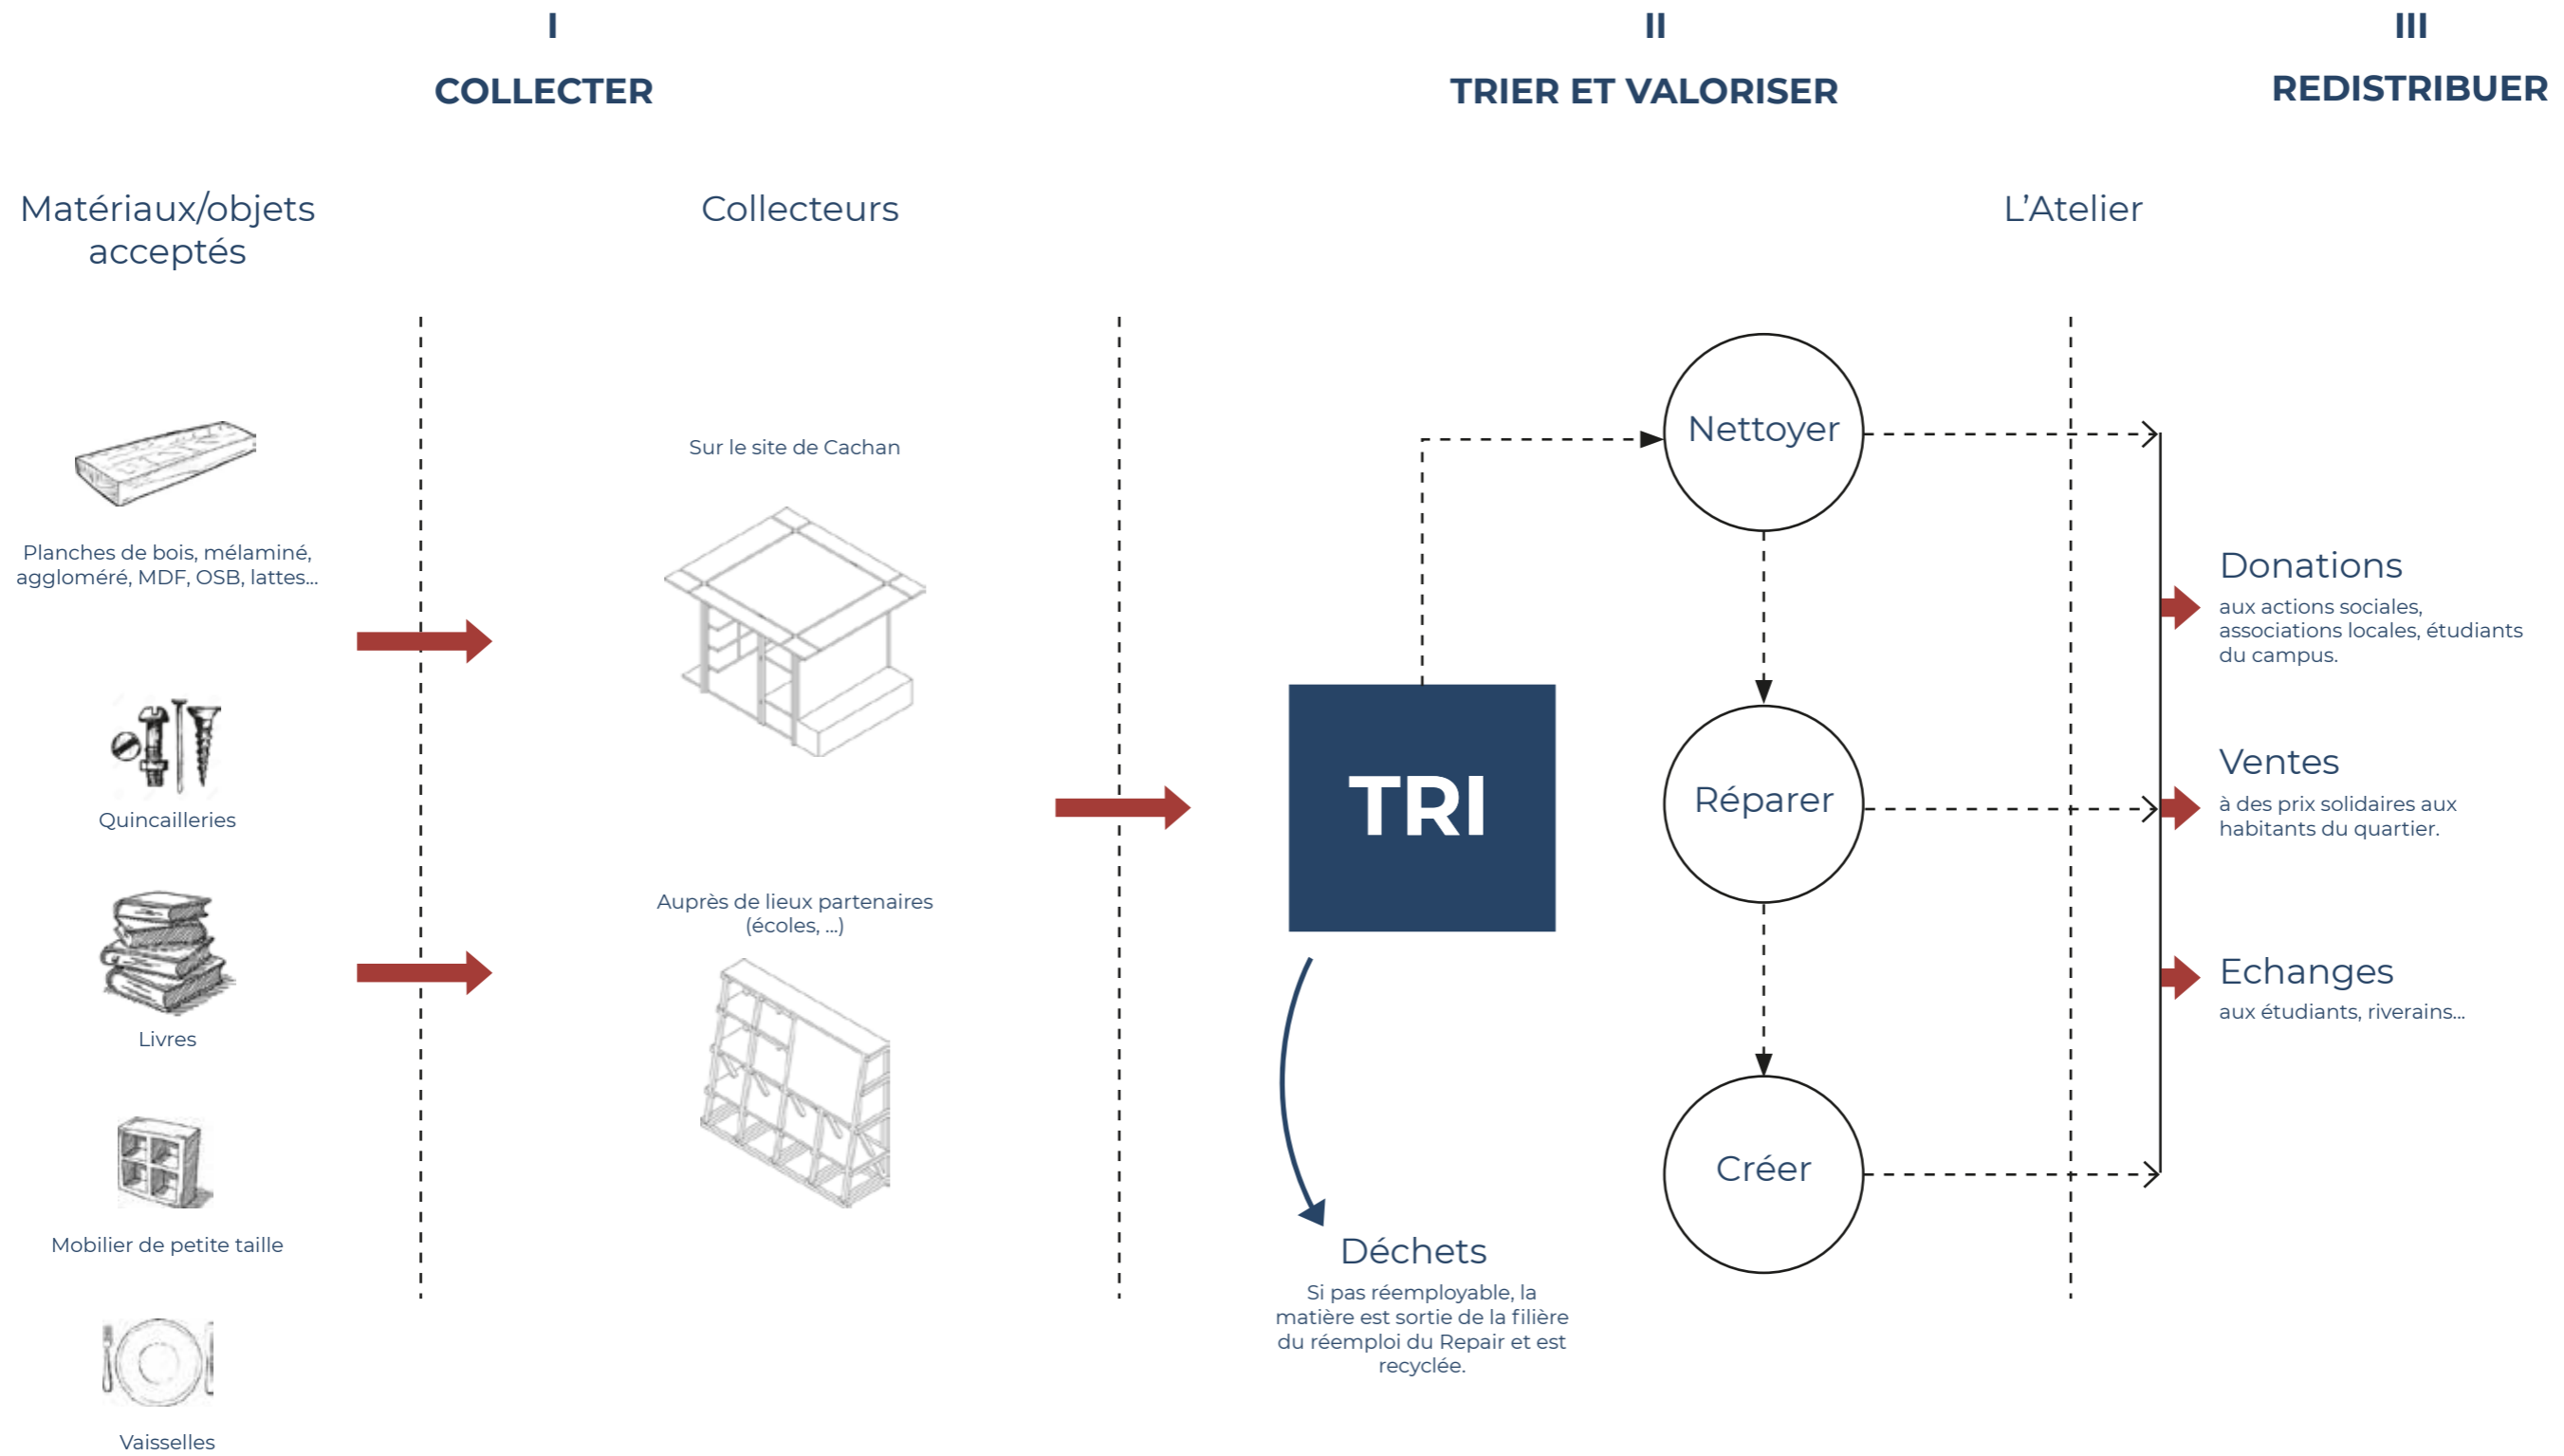 I
COLLECTER
II
TRIER ET VALORISER
III
REDISTRIBUER
Matériaux/objets
acceptés
Collecteurs
L’Atelier
Planches de bois, mélaminé,
aggloméré, MDF, OSB, lattes...
Quincailleries
Livres
Mobilier de petite taille
Vaisselles
Sur le site de Cachan
Auprès de lieux partenaires
(écoles, ...)
TRI
Déchets
Si pas réemployable, la
matière est sortie de la filière
du réemploi du Repair et est
recyclée.
Nettoyer
Réparer
Créer
Donations
aux actions sociales,
associations locales, étudiants
du campus.
Ventes
à des prix solidaires aux
habitants du quartier.
Echanges
aux étudiants, riverains...